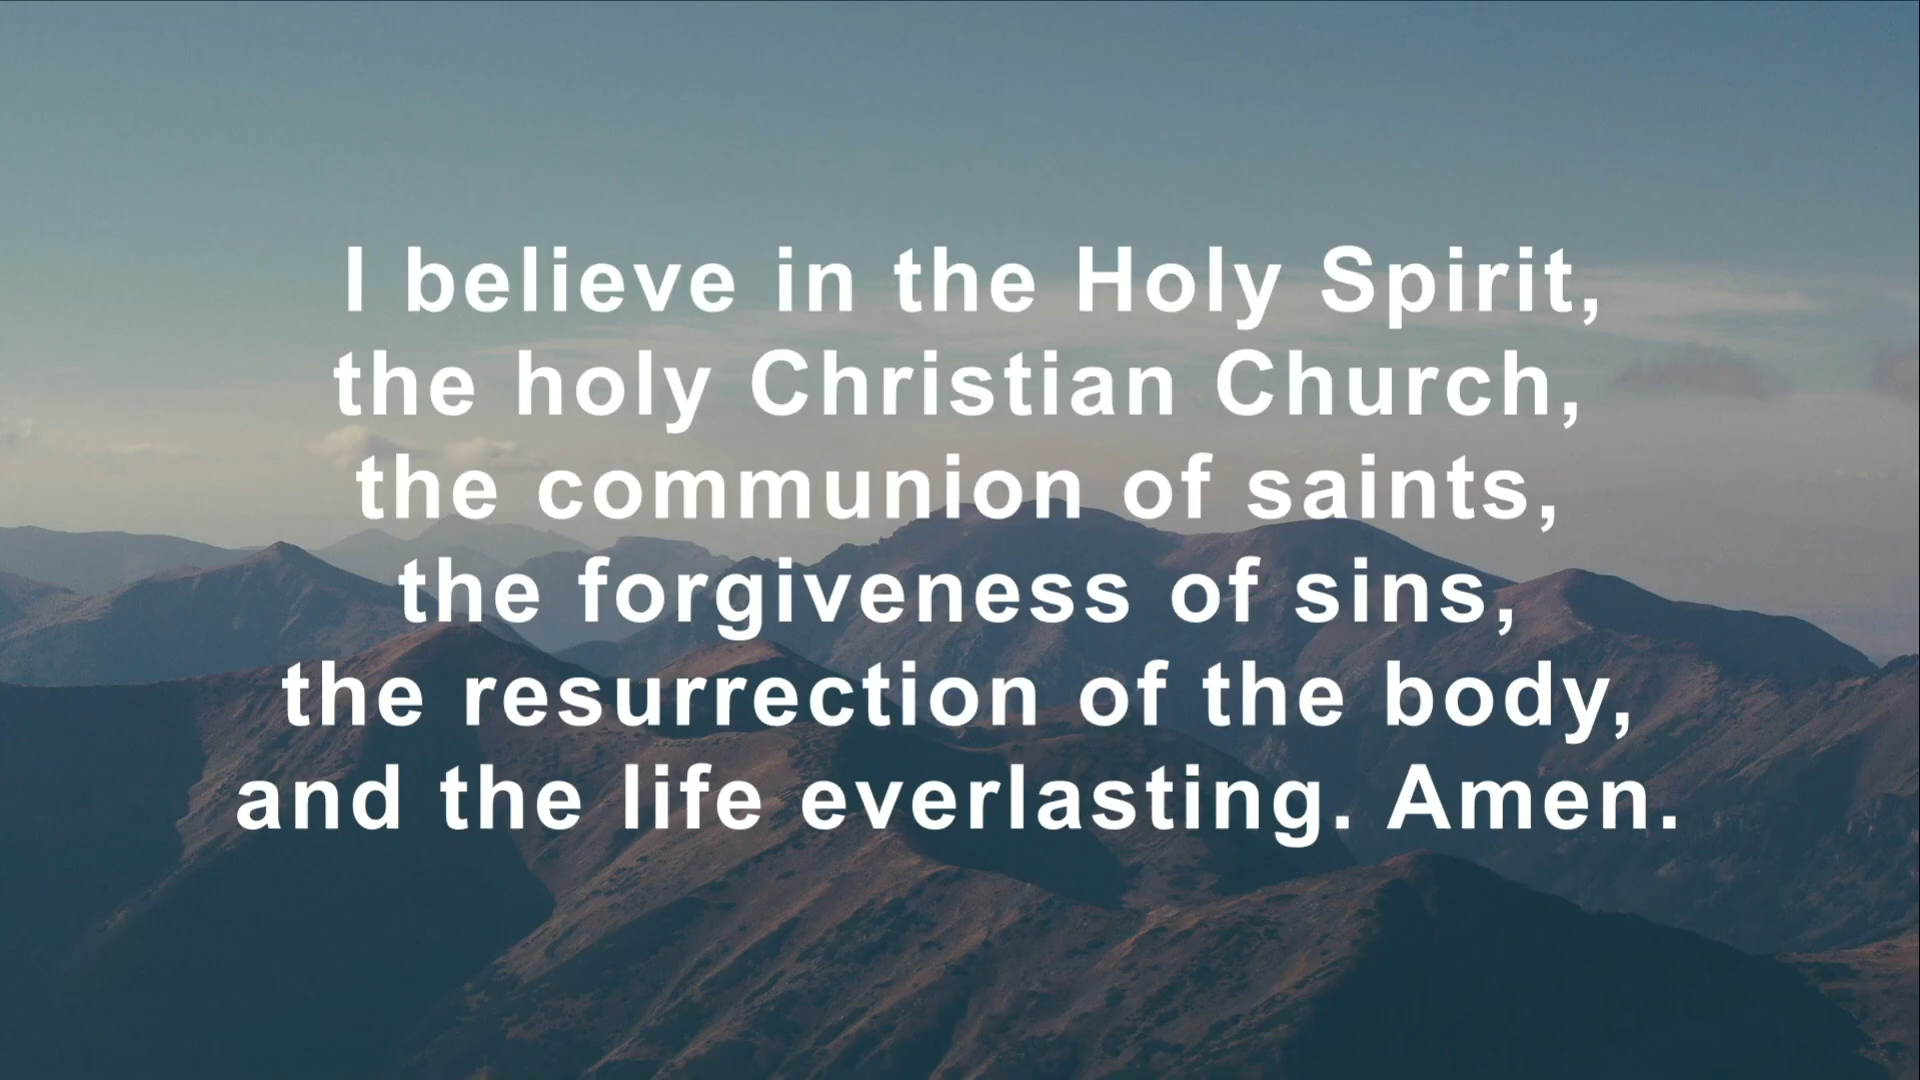 I believe in the Holy Spirit,
the holy Christian Church,
the communion of saints,
the forgiveness of sins,
the resurrection of the body,
and the life everlasting. Amen.